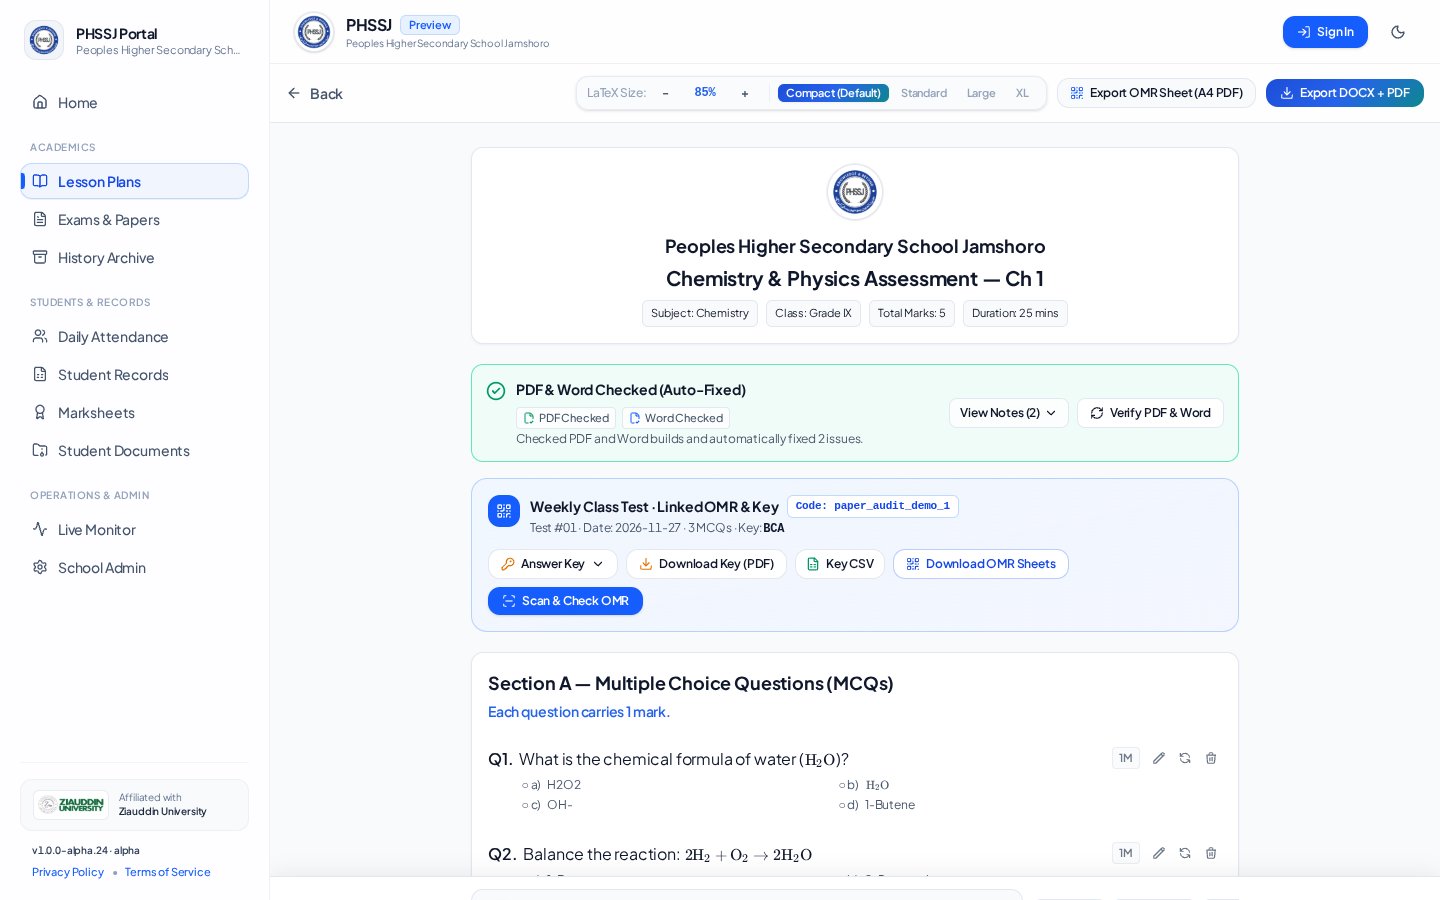 PHSSJ Portal
Peoples Higher Secondary Sch...
Home
ACADEMICS
Lesson Plans
Exams & Papers
History Archive
STUDENTS & RECORDS
Daily Attendance
Student Records
Marksheets
Student Documents
OPERATIONS & ADMIN
Live Monitor
School Admin
ZIAUDDIN UNIVERSITY
Affiliated with
Ziauddin University
v1.0.0-alpha.24 · alpha
Privacy Policy • Terms of Service
PHSSJ Preview
Peoples Higher Secondary School Jamshoro
Sign In
Back
LaTeX Size: - 85% + Compact (Default) Standard Large XL
Export OMR Sheet (A4 PDF)
Export DOCX + PDF
PHSSJ
Peoples Higher Secondary School Jamshoro
Chemistry & Physics Assessment — Ch 1
Subject: Chemistry Class: Grade IX Total Marks: 5 Duration: 25 mins
PDF & Word Checked (Auto-Fixed)
PDF Checked Word Checked
Checked PDF and Word builds and automatically fixed 2 issues.
View Notes (2)
Verify PDF & Word
Weekly Class Test · Linked OMR & Key Code: paper_audit_demo_1
Test #01 · Date: 2026-11-27 · 3 MCQs · Key: BCA
Answer Key Download Key (PDF) Key CSV Download OMR Sheets
Scan & Check OMR
Section A — Multiple Choice Questions (MCQs)
Each question carries 1 mark.
Q1. What is the chemical formula of water (H₂O)? 1M
a) H2O2 b) H₂O
c) OH- d) 1-Butene
Q2. Balance the reaction: 2H₂ + O₂ → 2H₂O 1M